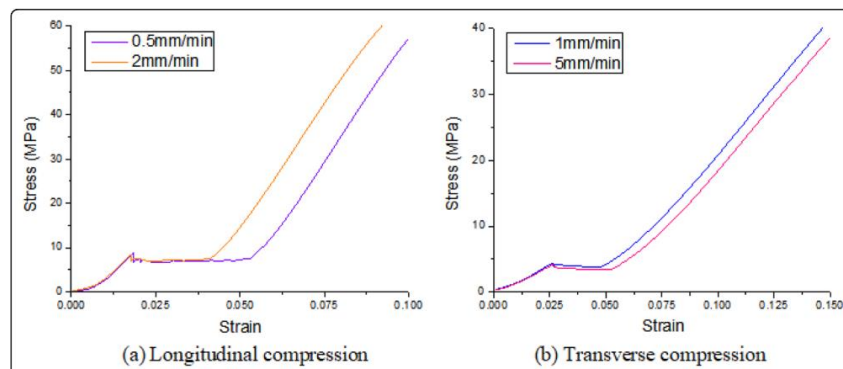 60
50
40
30
20
10
0
Stress (MPa)
0.5mm/min
2mm/min
0.000
0.025
0.050
0.075
0.100
Strain
(a) Longitudinal compression
40
30
20
10
0
Stress (MPa)
1mm/min
5mm/min
0.000
0.025
0.050
0.075
0.100
0.125
0.150
Strain
(b) Transverse compression